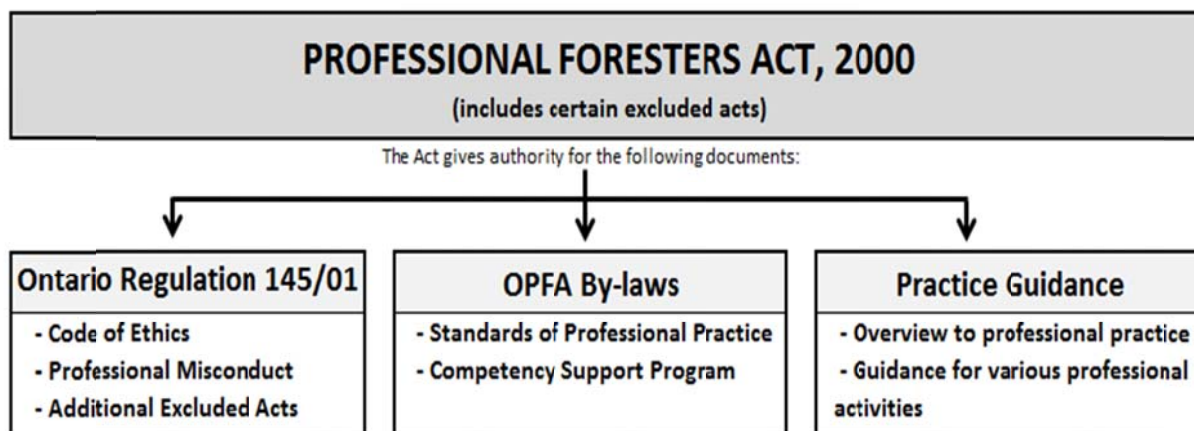 PROFESSIONAL FORESTERS ACT, 2000
(includes certain excluded acts)
The Act gives authority for the following documents:
Ontario Regulation 145/01
- Code of Ethics
- Professional Misconduct
- Additional Excluded Acts
OPFA By-laws
- Standards of Professional Practice
- Competency Support Program
Practice Guidance
- Overview to professional practice
- Guidance for various professional
activities